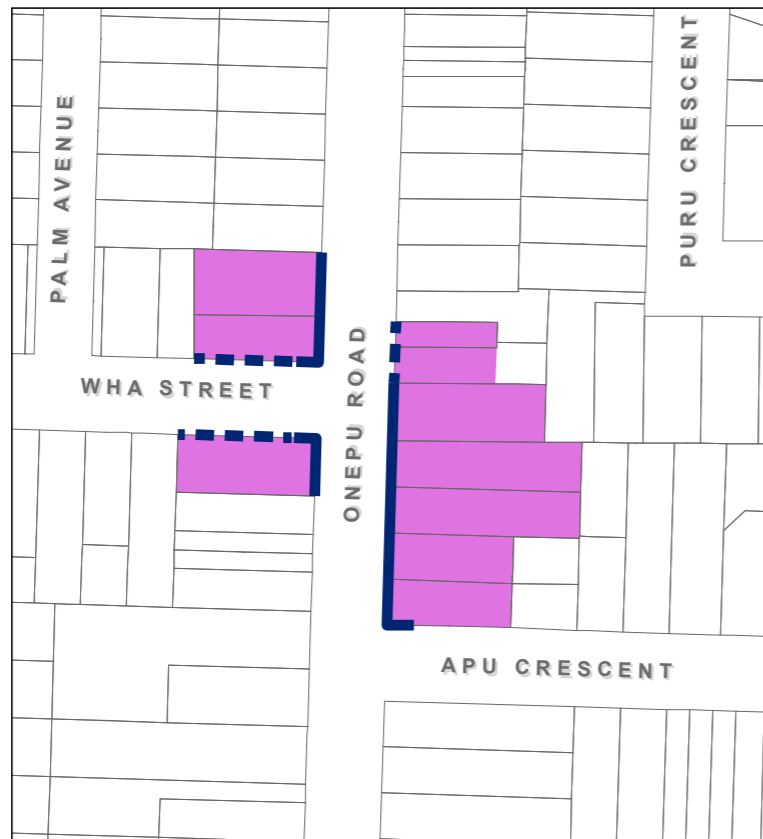 PALM AVENUE
PURU CRESCENT
WHA STREET
ONEPU ROAD
APU CRESCENT